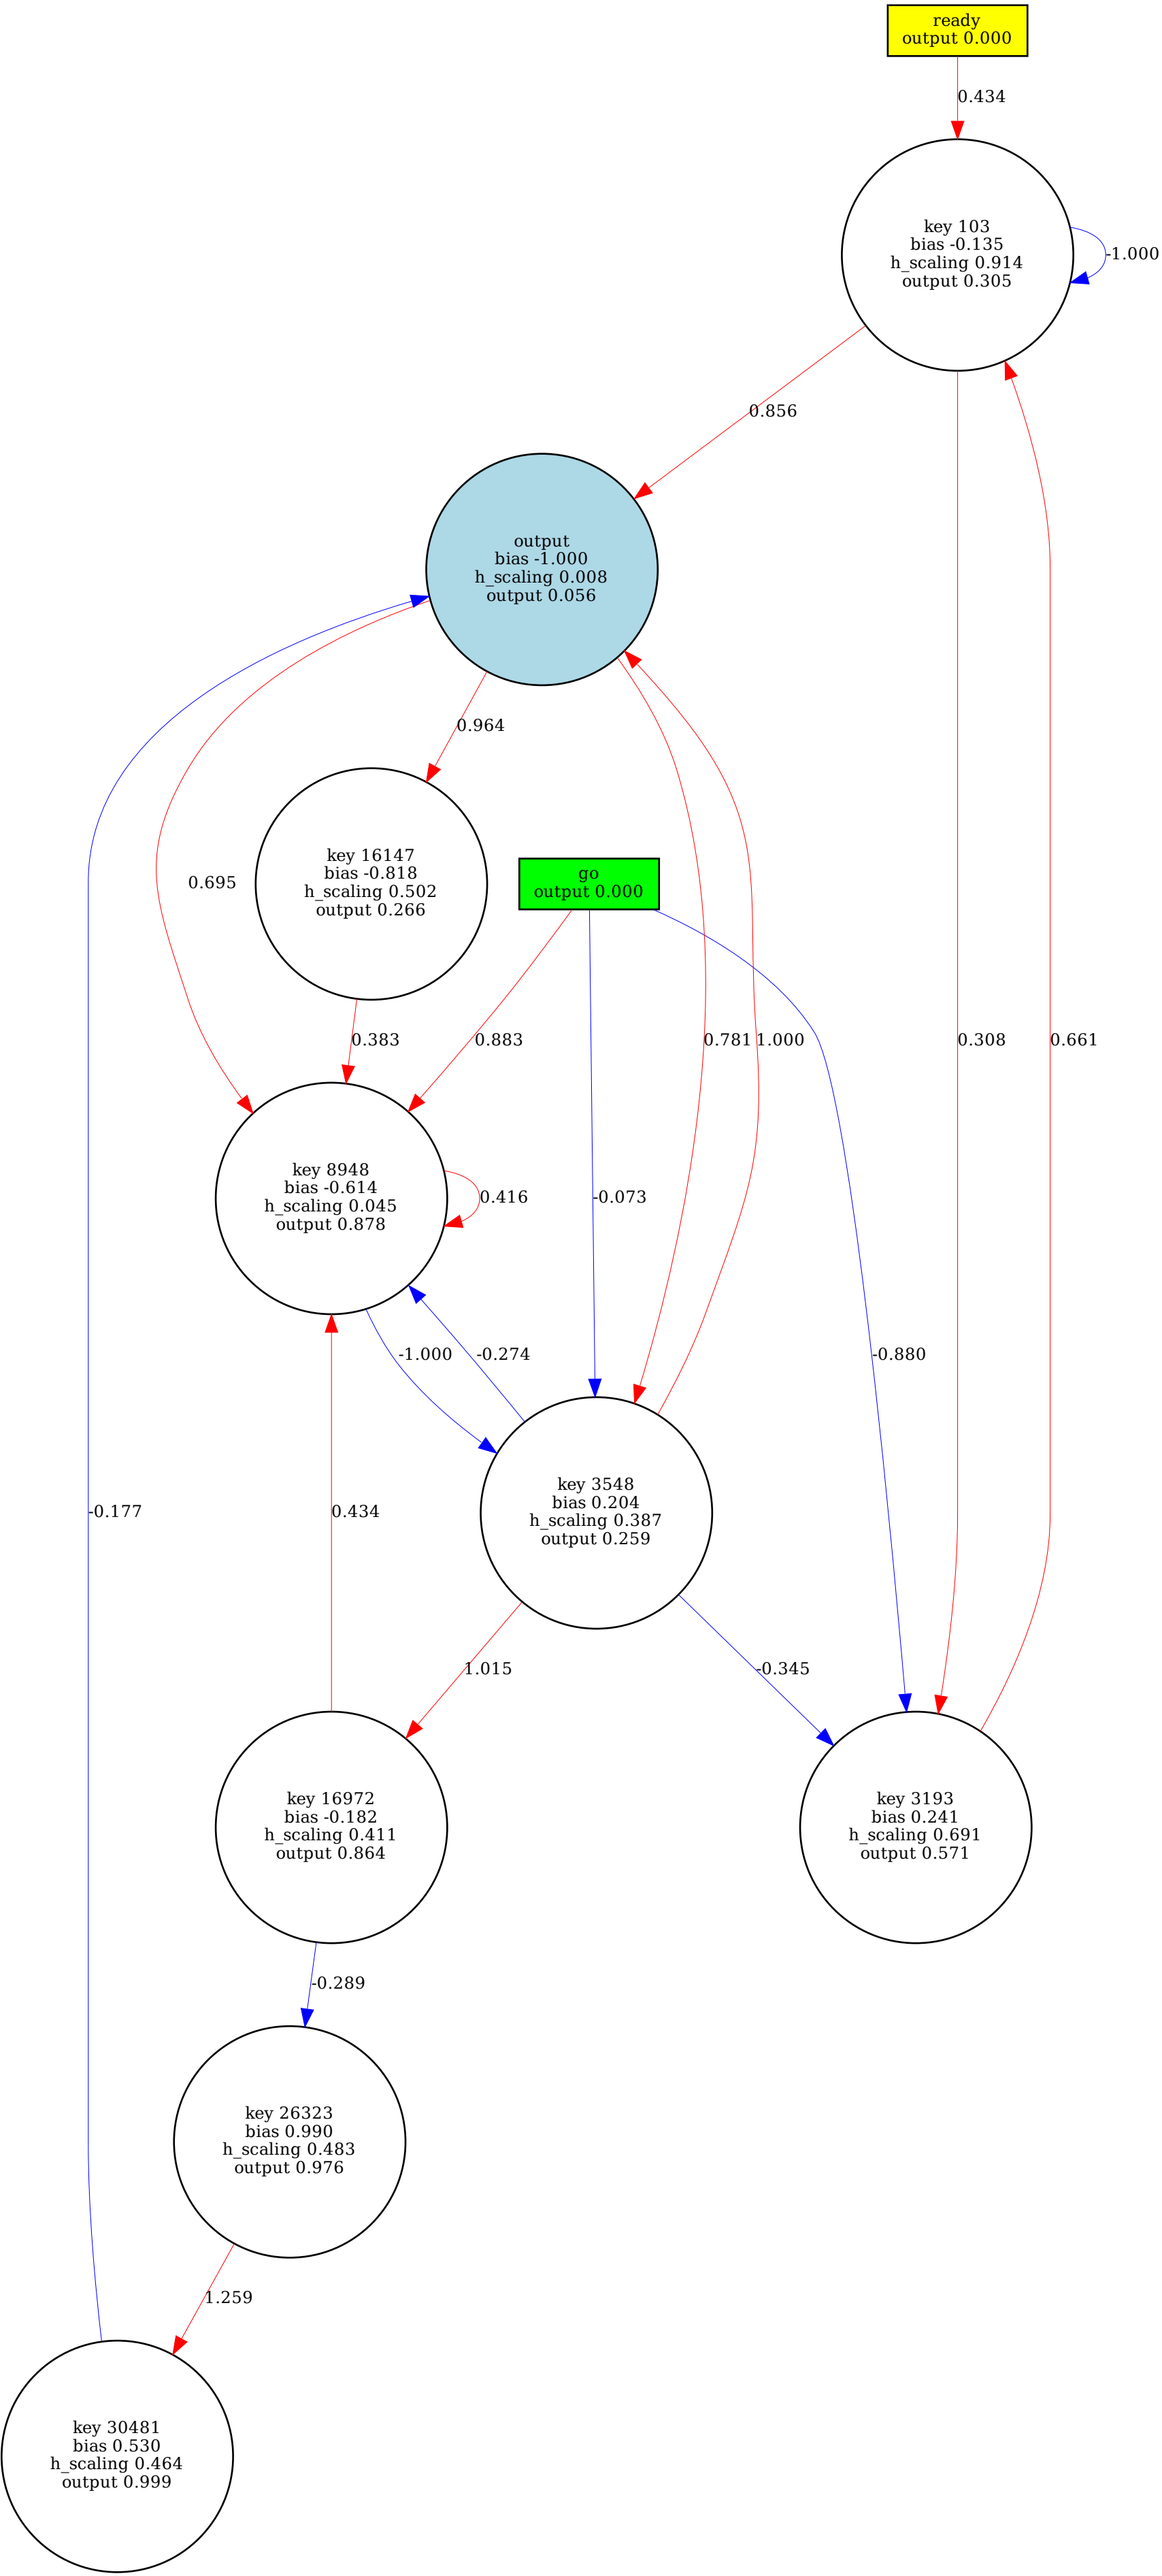 ready
output 0.000
0.434
key 103
bias -0.135
h_scaling 0.914
output 0.305
-1.000
0.856
output
bias -1.000
h_scaling 0.008
output 0.056
0.964
key 16147
bias -0.818
h_scaling 0.502
output 0.266
go
output 0.000
0.695
0.383
0.883
0.781
1.000
0.308
0.661
key 8948
bias -0.614
h_scaling 0.045
output 0.878
0.416
-0.073
-1.000
-0.274
-0.880
key 3548
bias 0.204
h_scaling 0.387
output 0.259
-0.177
0.434
1.015
-0.345
key 16972
bias -0.182
h_scaling 0.411
output 0.864
key 3193
bias 0.241
h_scaling 0.691
output 0.571
-0.289
key 26323
bias 0.990
h_scaling 0.483
output 0.976
1.259
key 30481
bias 0.530
h_scaling 0.464
output 0.999